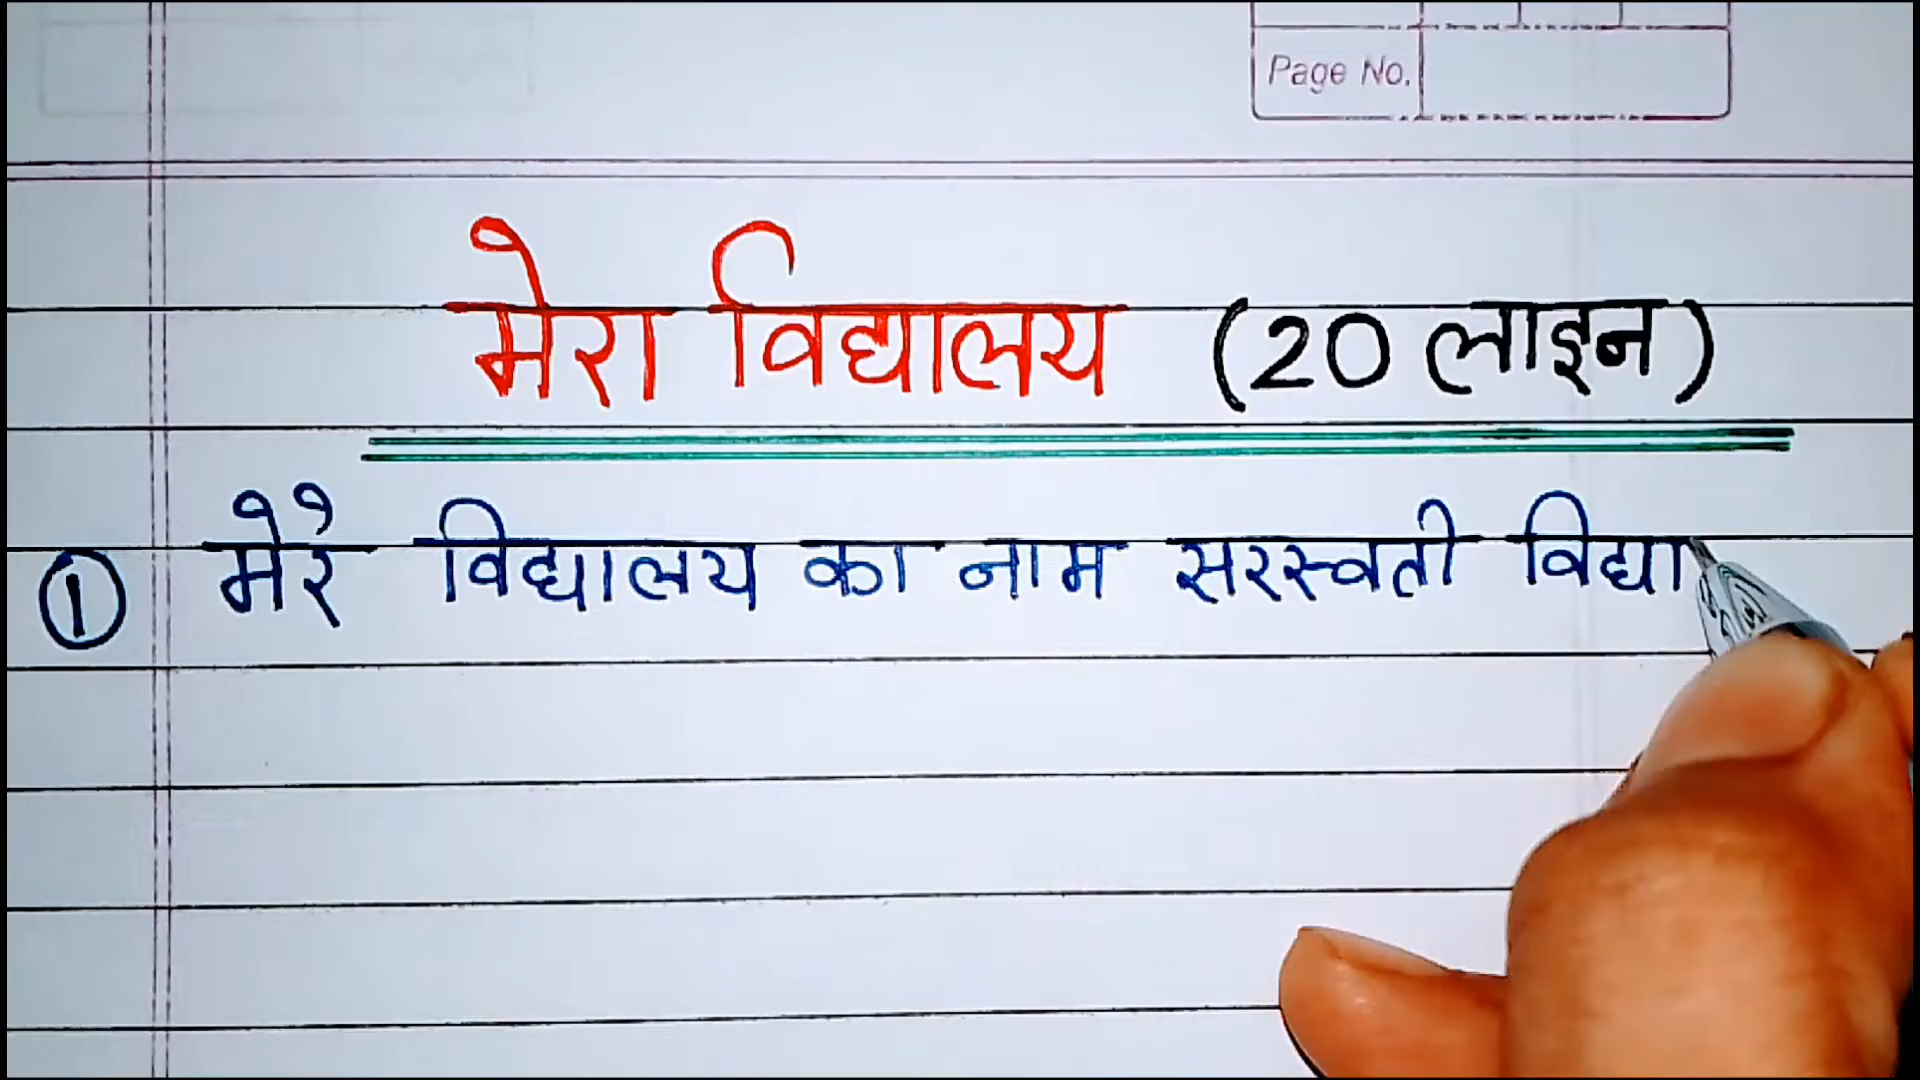 Page No.
मेरा विद्यालय (20 लाइन)
① मेरे विद्यालय का नाम सरस्वती विद्या